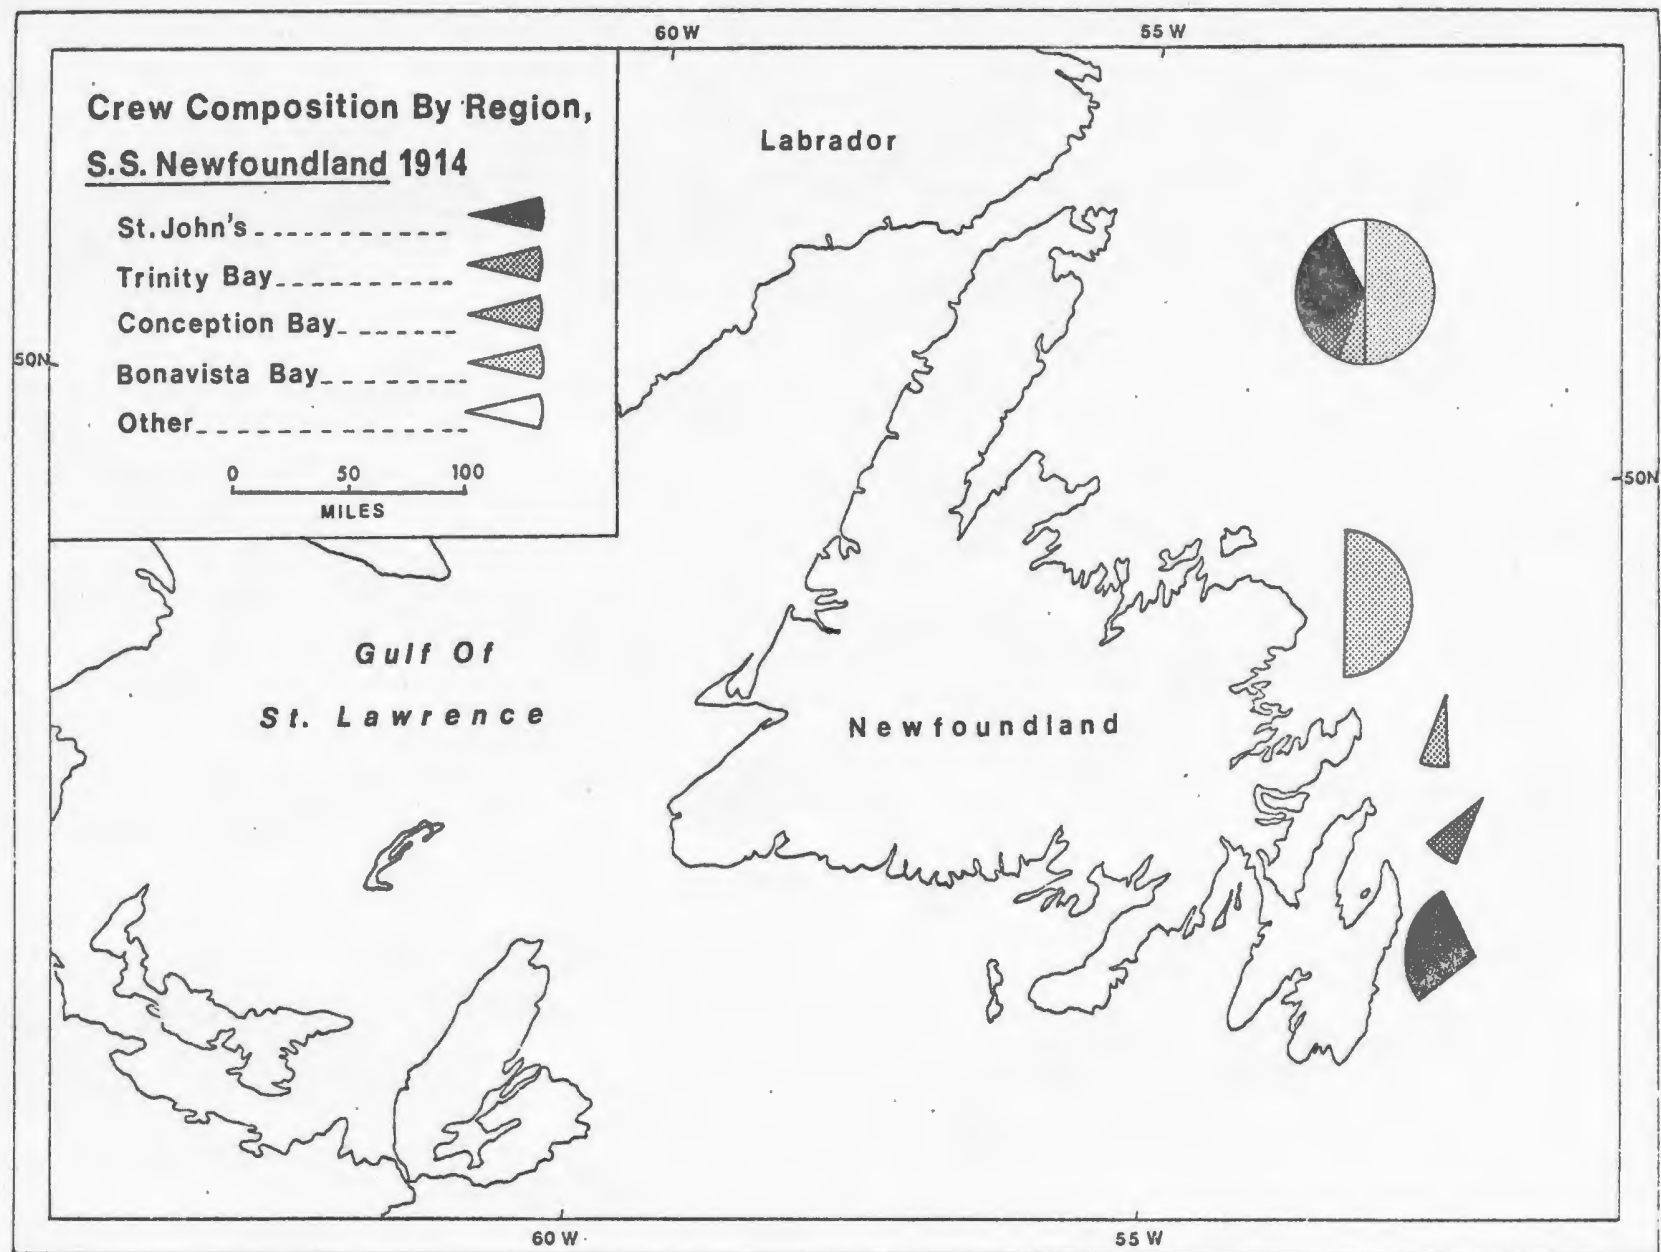 60W
55W
Crew Composition By Region,
S.S. Newfoundland 1914
St. John's
Trinity Bay
Conception Bay
Bonavista Bay
Other
0 50 100
MILES
Labrador
50N
50N
Gulf Of
St. Lawrence
Newfoundland
60W
55W